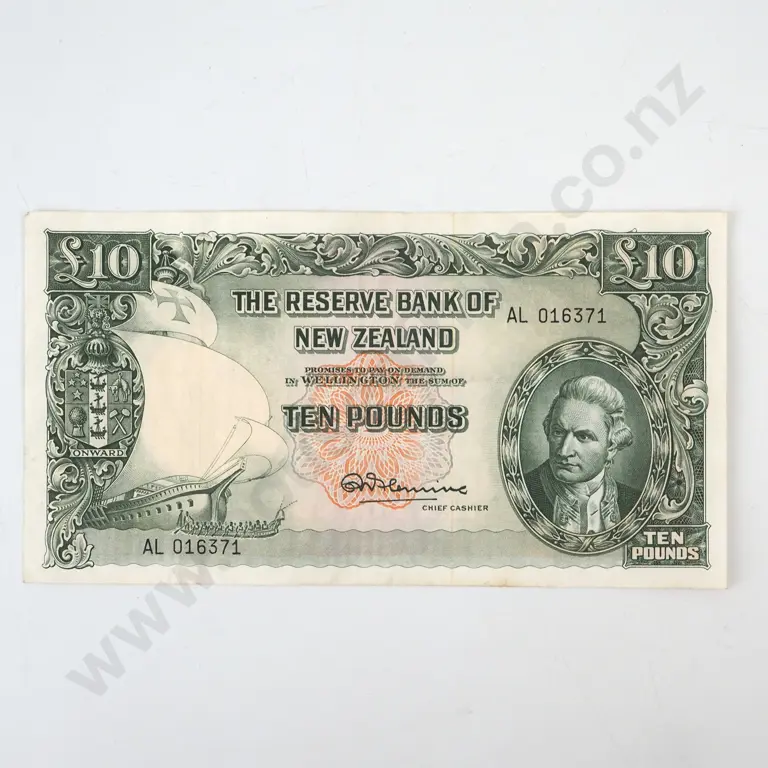 £10
£10
THE RESERVE BANK OF
NEW ZEALAND
AL 016371
PROMISES TO PAY ON DEMAND
IN WELLINGTON THE SUM OF
TEN POUNDS
ONWARD
CHIEF CASHIER
AL 016371
TEN
POUNDS